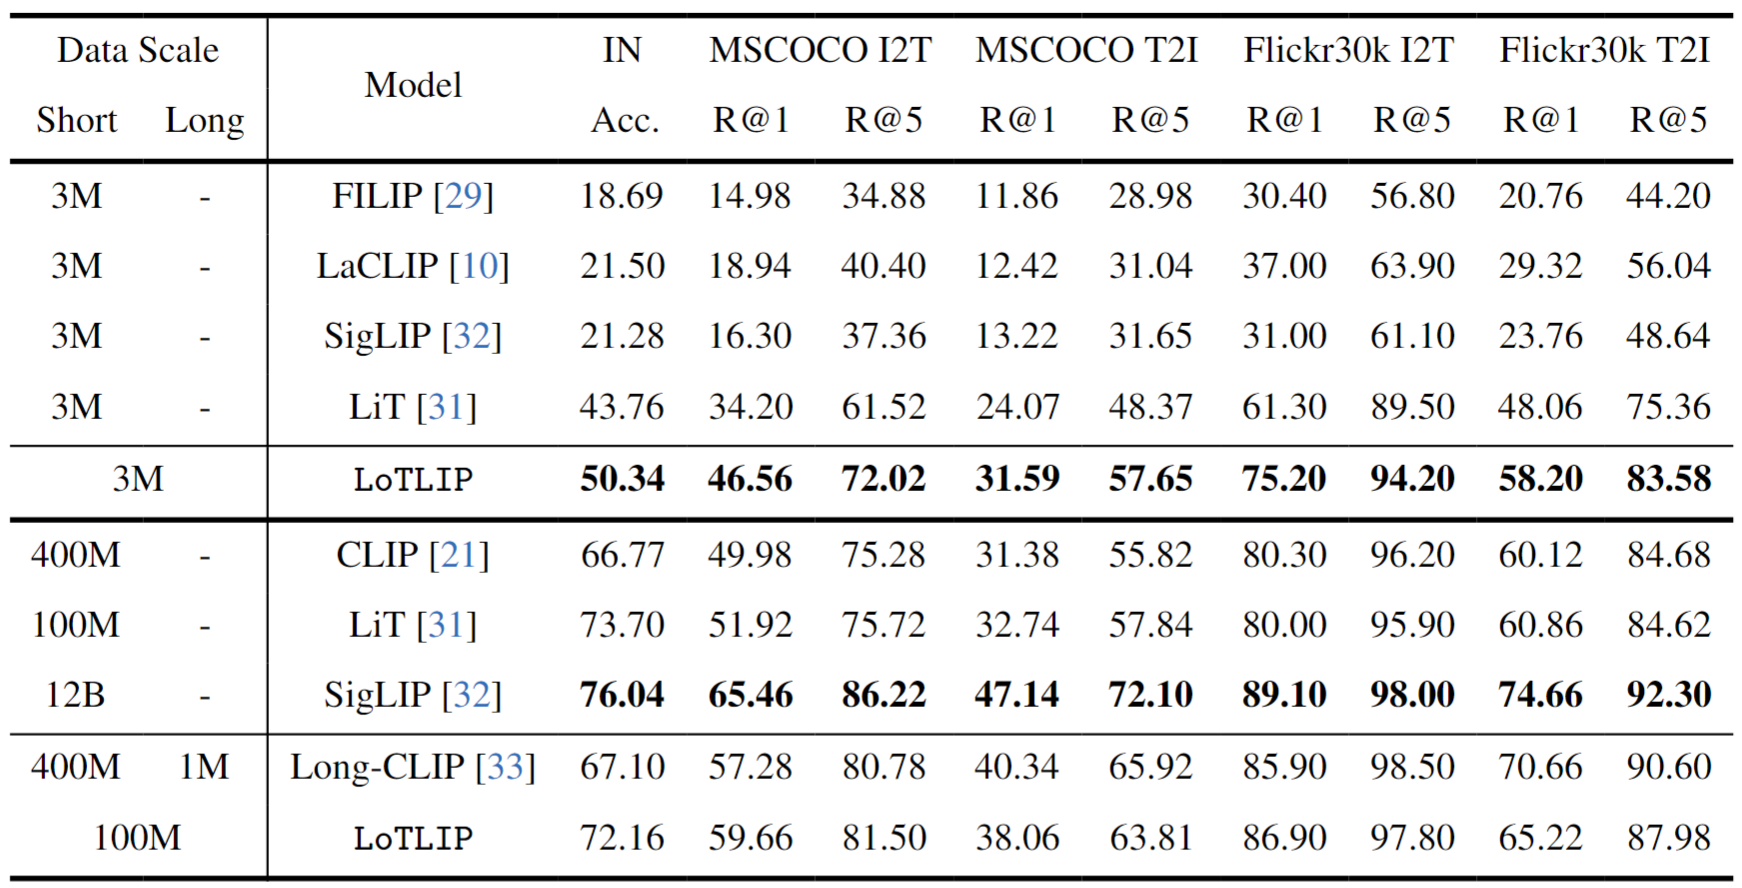 Data Scale Model IN MSCOCO I2T MSCOCO T2I Flickr30k I2T Flickr30k T2I
Short Long Acc. R@1 R@5 R@1 R@5 R@1 R@5 R@1 R@5
3M - FILIP [29] 18.69 14.98 34.88 11.86 28.98 30.40 56.80 20.76 44.20
3M - LaCLIP [10] 21.50 18.94 40.40 12.42 31.04 37.00 63.90 29.32 56.04
3M - SigLIP [32] 21.28 16.30 37.36 13.22 31.65 31.00 61.10 23.76 48.64
3M - LiT [31] 43.76 34.20 61.52 24.07 48.37 61.30 89.50 48.06 75.36
3M LoTLIP 50.34 46.56 72.02 31.59 57.65 75.20 94.20 58.20 83.58
400M - CLIP [21] 66.77 49.98 75.28 31.38 55.82 80.30 96.20 60.12 84.68
100M - LiT [31] 73.70 51.92 75.72 32.74 57.84 80.00 95.90 60.86 84.62
12B - SigLIP [32] 76.04 65.46 86.22 47.14 72.10 89.10 98.00 74.66 92.30
400M 1M Long-CLIP [33] 67.10 57.28 80.78 40.34 65.92 85.90 98.50 70.66 90.60
100M LoTLIP 72.16 59.66 81.50 38.06 63.81 86.90 97.80 65.22 87.98